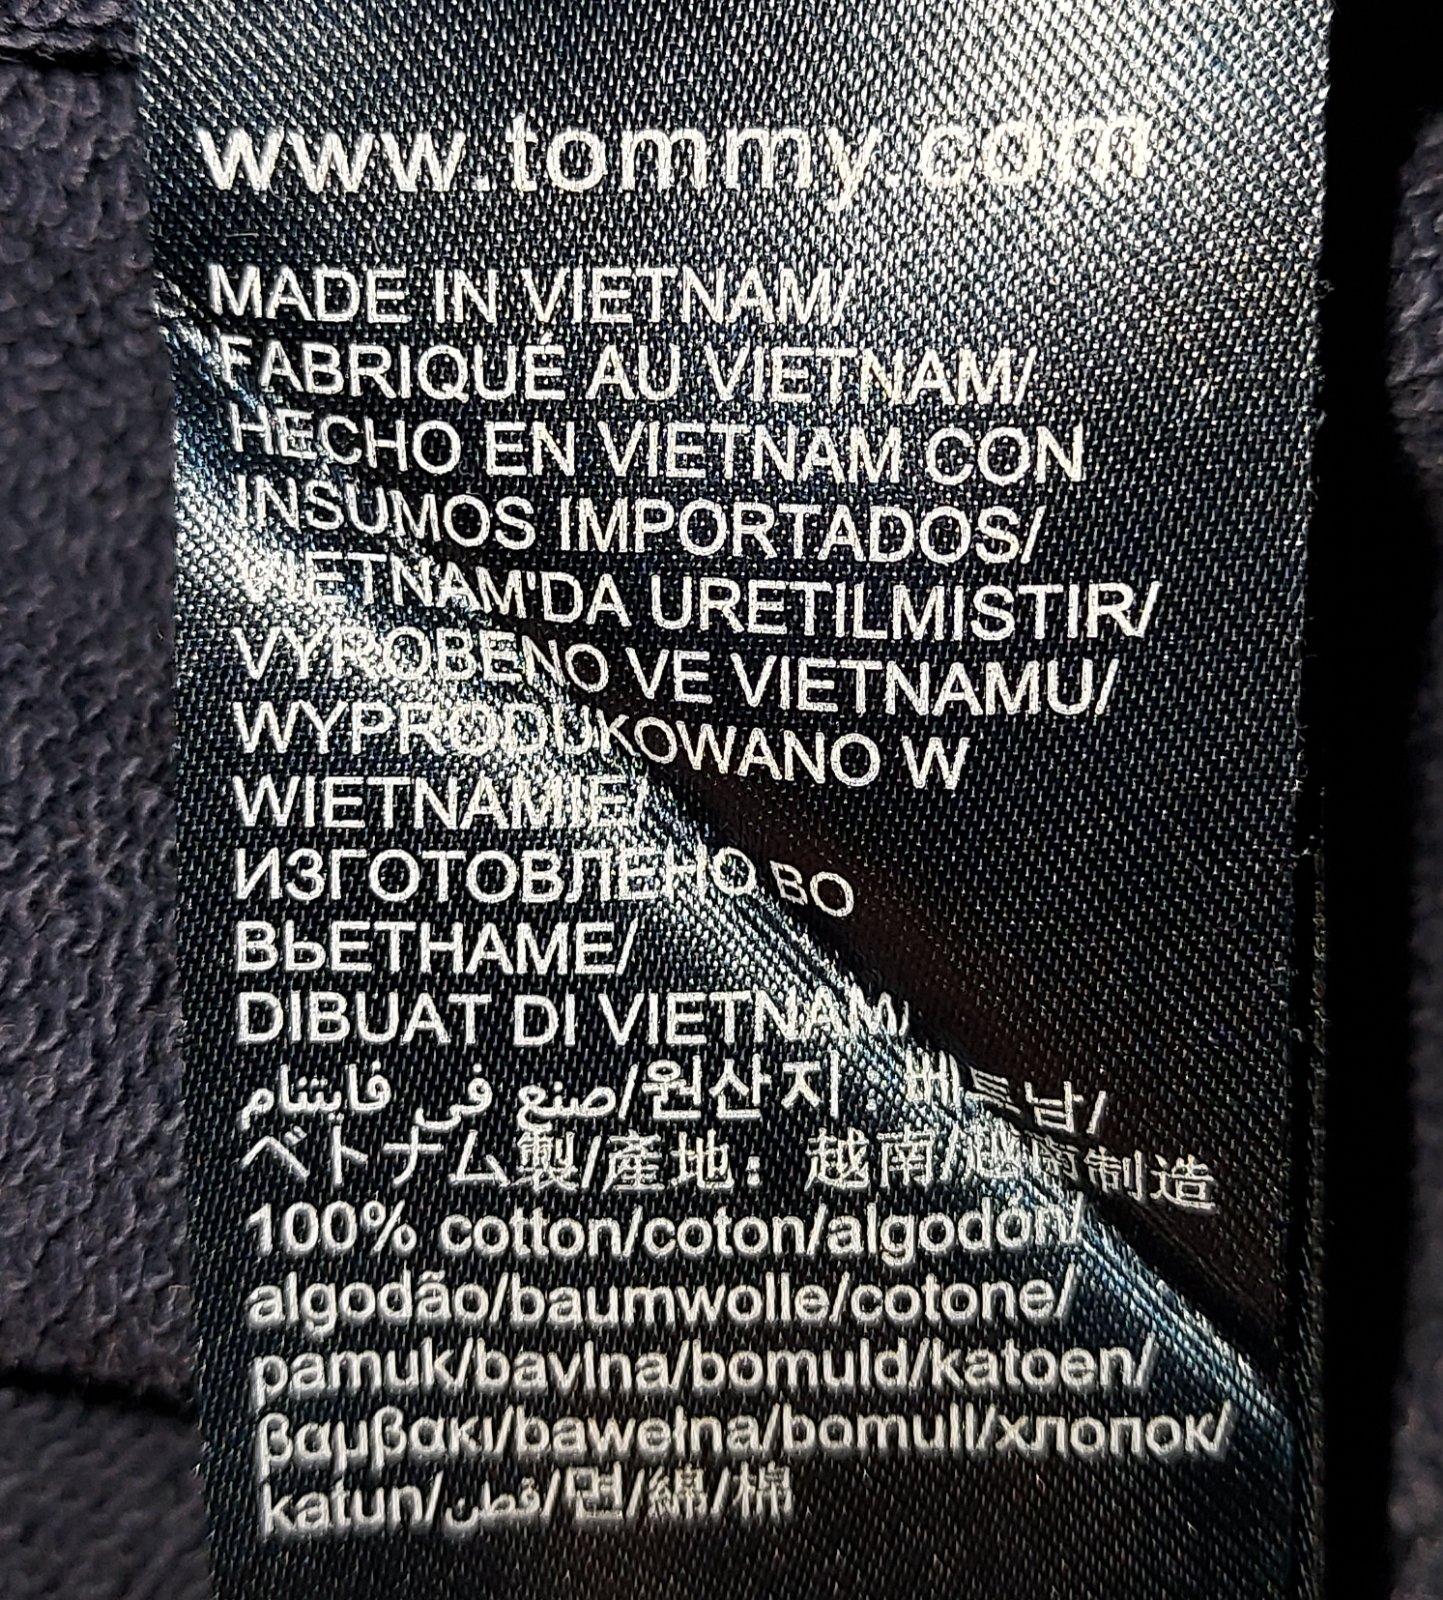 www.tommy.com
MADE IN VIETNAM/
FABRIQUÉ AU VIETNAM/
HECHO EN VIETNAM CON
INSUMOS IMPORTADOS/
VIETNAM'DA URETILMISTIR/
VYROBENO VE VIETNAMU/
WYPRODUKOWANO W
WIETNAMIE/
ИЗГОТОВЛЕНО ВО
ВЬЕТНАМЕ/
DIBUAT DI VIETNAM/
صنع في فايتنام/원산지 : 베트남/
ベトナム製/産地：越南/越南制造
100% cotton/coton/algodón/
algodão/baumwolle/cotone/
pamuk/bavlna/bomuld/katoen/
βαμβακι/bawełna/bomull/хлопок/
katun/قطن/면/綿/棉